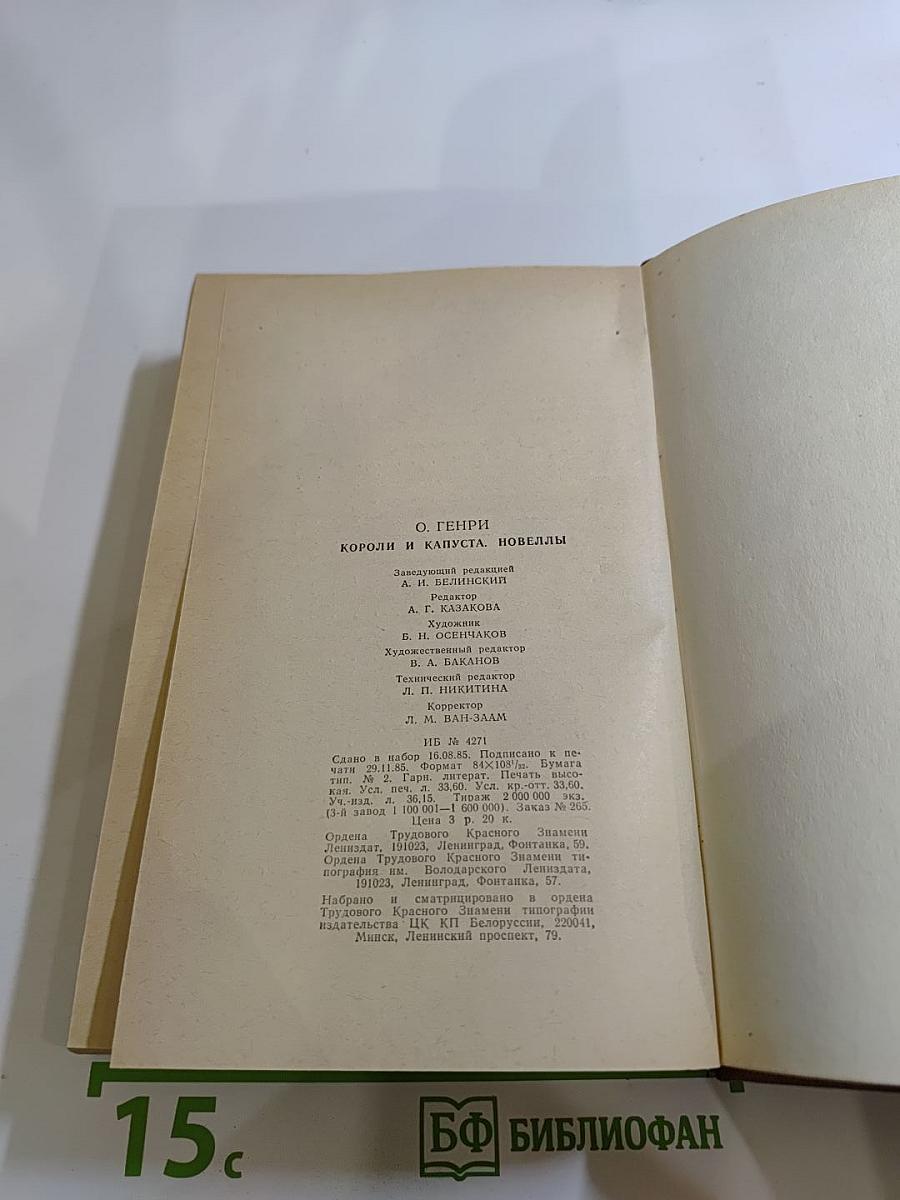 О. ГЕНРИ
КОРОЛИ И КАПУСТА. НОВЕЛЛЫ
Заведующий редакцией
А. И. БЕЛИНСКИЙ
Редактор
А. Г. КАЗАКОВА
Художник
Б. Н. ОСЕНЧАКОВ
Художественный редактор
В. А. БАКАНОВ
Технический редактор
Л. П. НИКИТИНА
Корректор
Л. М. ВАН-ЗААМ
ИБ № 4271
Сдано в набор 16.08.85. Подписано к пе-
чати 29.11.85. Формат 84×108¹/₃₂. Бумага
тип. № 2. Гарн. литерат. Печать высо-
кая. Усл. печ. л. 33,60. Усл. кр.-отт. 33,60.
Уч.-изд. л. 36,15. Тираж 2 000 000 экз.
(3-й завод 1 100 001—1 600 000). Заказ № 265.
Цена 3 р. 20 к.
Ордена Трудового Красного Знамени
Лениздат, 191023, Ленинград, Фонтанка, 59.
Ордена Трудового Красного Знамени ти-
пография им. Володарского Лениздата,
191023, Ленинград, Фонтанка, 57.
Набрано и сматрицировано в ордена
Трудового Красного Знамени типографии
издательства ЦК КП Белоруссии, 220041,
Минск, Ленинский проспект, 79.
15 с
БФ БИБЛИОФАН